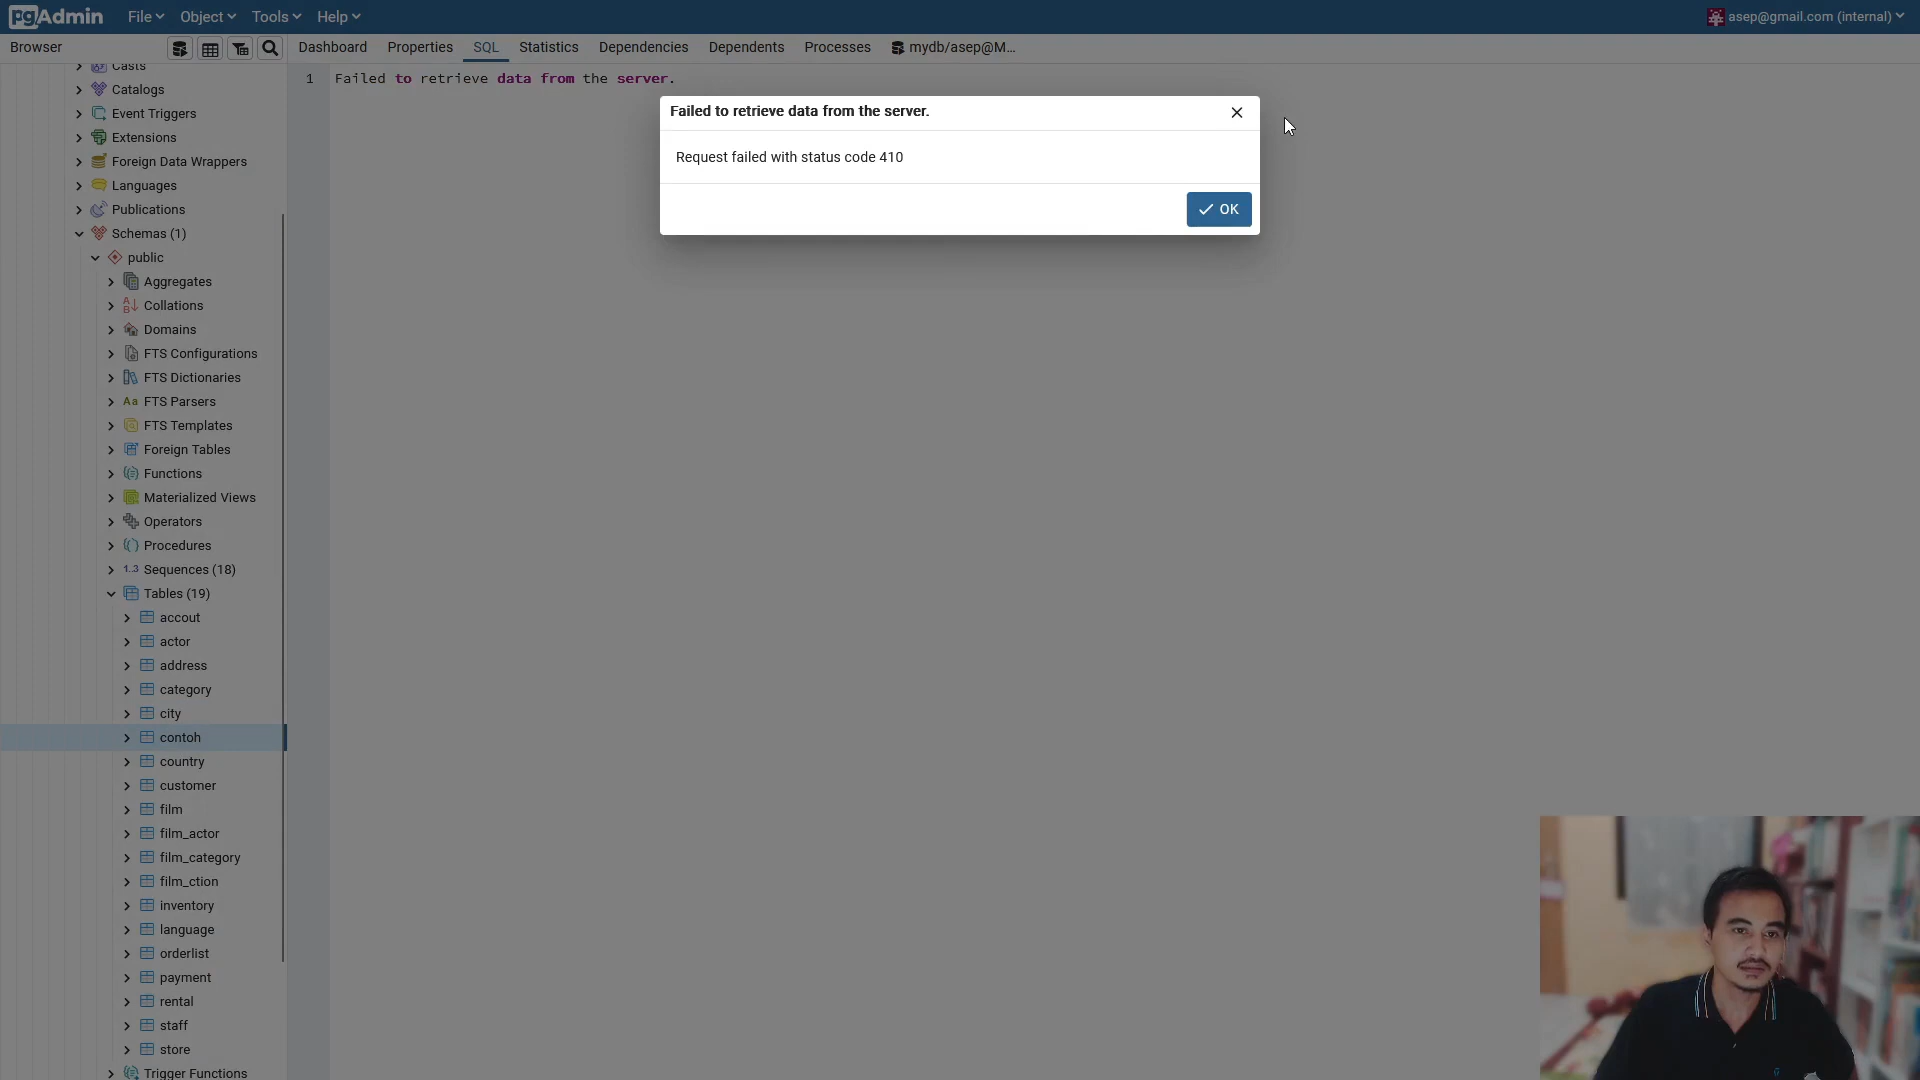 pgAdmin File Object Tools Help asep@gmail.com (internal)
Browser Dashboard Properties SQL Statistics Dependencies Dependents Processes mydb/asep@M...
Casts
1 Failed to retrieve data from the server.
Catalogs
Failed to retrieve data from the server.
Event Triggers
Extensions
Request failed with status code 410
Foreign Data Wrappers
Languages
Publications
OK
Schemas (1)
public
Aggregates
Collations
Domains
FTS Configurations
FTS Dictionaries
Aa FTS Parsers
FTS Templates
Foreign Tables
Functions
Materialized Views
Operators
Procedures
1..3 Sequences (18)
Tables (19)
accout
actor
address
category
city
contoh
country
customer
film
film_actor
film_category
film_ction
inventory
language
orderlist
payment
rental
staff
store
Trigger Functions